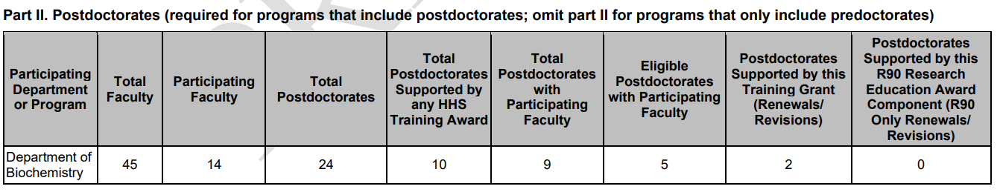 Part II. Postdoctorates (required for programs that include postdoctorates; omit part II for programs that only include predoctorates)
Participating
Department
or Program
Total
Faculty
Participating
Faculty
Total
Postdoctorates
Total
Postdoctorates
Supported by
any HHS
Training Award
Total
Postdoctorates
with
Participating
Faculty
Eligible
Postdoctorates
with Participating
Faculty
Postdoctorates
Supported by this
Training Grant
(Renewals/
Revisions)
Postdoctorates
Supported by this
R90 Research
Education Award
Component (R90
Only Renewals/
Revisions)
Department of
Biochemistry
45
14
24
10
9
5
2
0